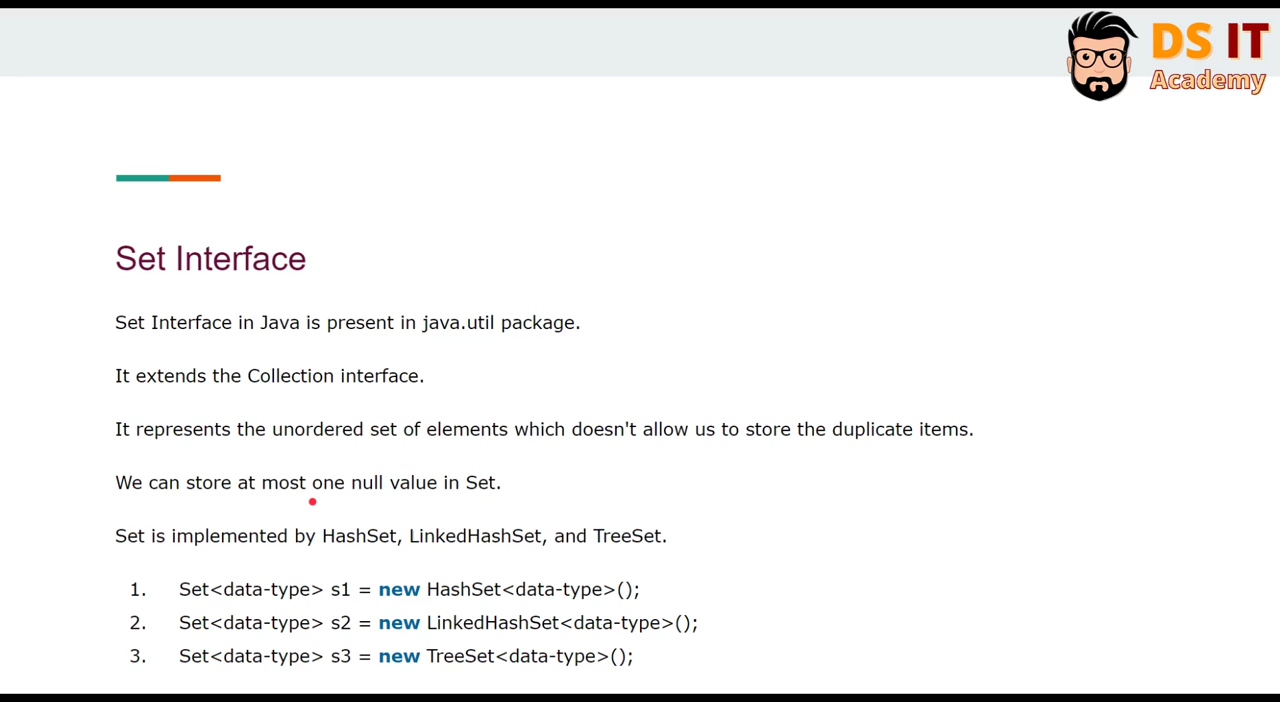 DS IT
Academy
Set Interface
Set Interface in Java is present in java.util package.
It extends the Collection interface.
It represents the unordered set of elements which doesn't allow us to store the duplicate items.
We can store at most one null value in Set.
Set is implemented by HashSet, LinkedHashSet, and TreeSet.
1. Set<data-type> s1 = new HashSet<data-type>();
2. Set<data-type> s2 = new LinkedHashSet<data-type>();
3. Set<data-type> s3 = new TreeSet<data-type>();